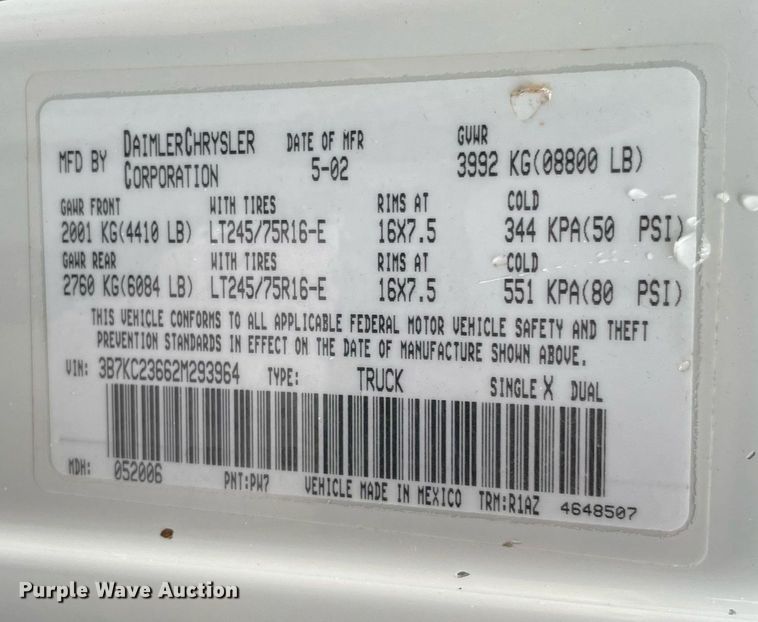 MFD BY DAIMLERCHRYSLER CORPORATION DATE OF MFR 5-02 GVWR 3992 KG(08800 LB)
GAWR FRONT WITH TIRES RIMS AT COLD
2001 KG(4410 LB) LT245/75R16-E 16X7.5 344 KPA(50 PSI)
GAWR REAR WITH TIRES RIMS AT COLD
2760 KG(6084 LB) LT245/75R16-E 16X7.5 551 KPA(80 PSI)
THIS VEHICLE CONFORMS TO ALL APPLICABLE FEDERAL MOTOR VEHICLE SAFETY AND THEFT
PREVENTION STANDARDS IN EFFECT ON THE DATE OF MANUFACTURE SHOWN ABOVE.
VIN: 3B7KC23662M293964 TYPE: TRUCK SINGLE X DUAL
MDH: 052006 PNT:PW7 VEHICLE MADE IN MEXICO TRM:R1AZ 4648507
Purple Wave Auction